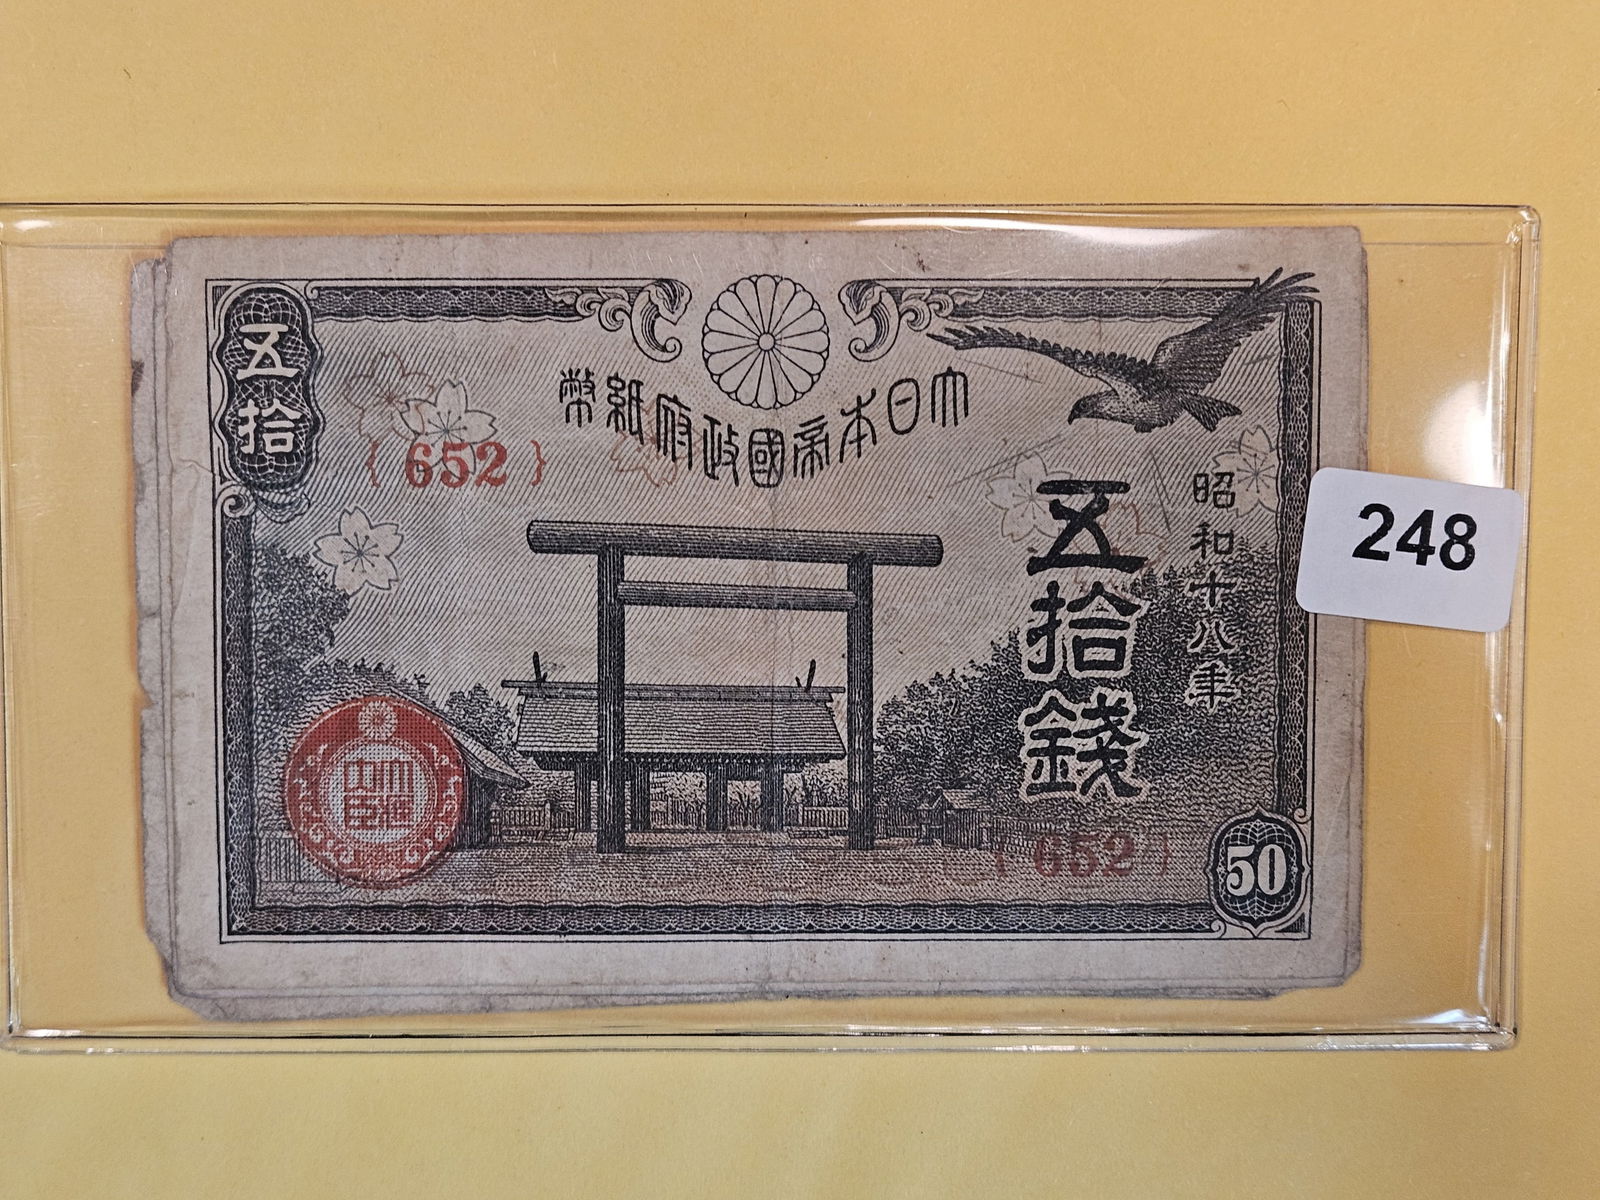 五拾
大日本帝國政府紙幣
{652}
昭和十八年
五拾錢
248
{652}
50